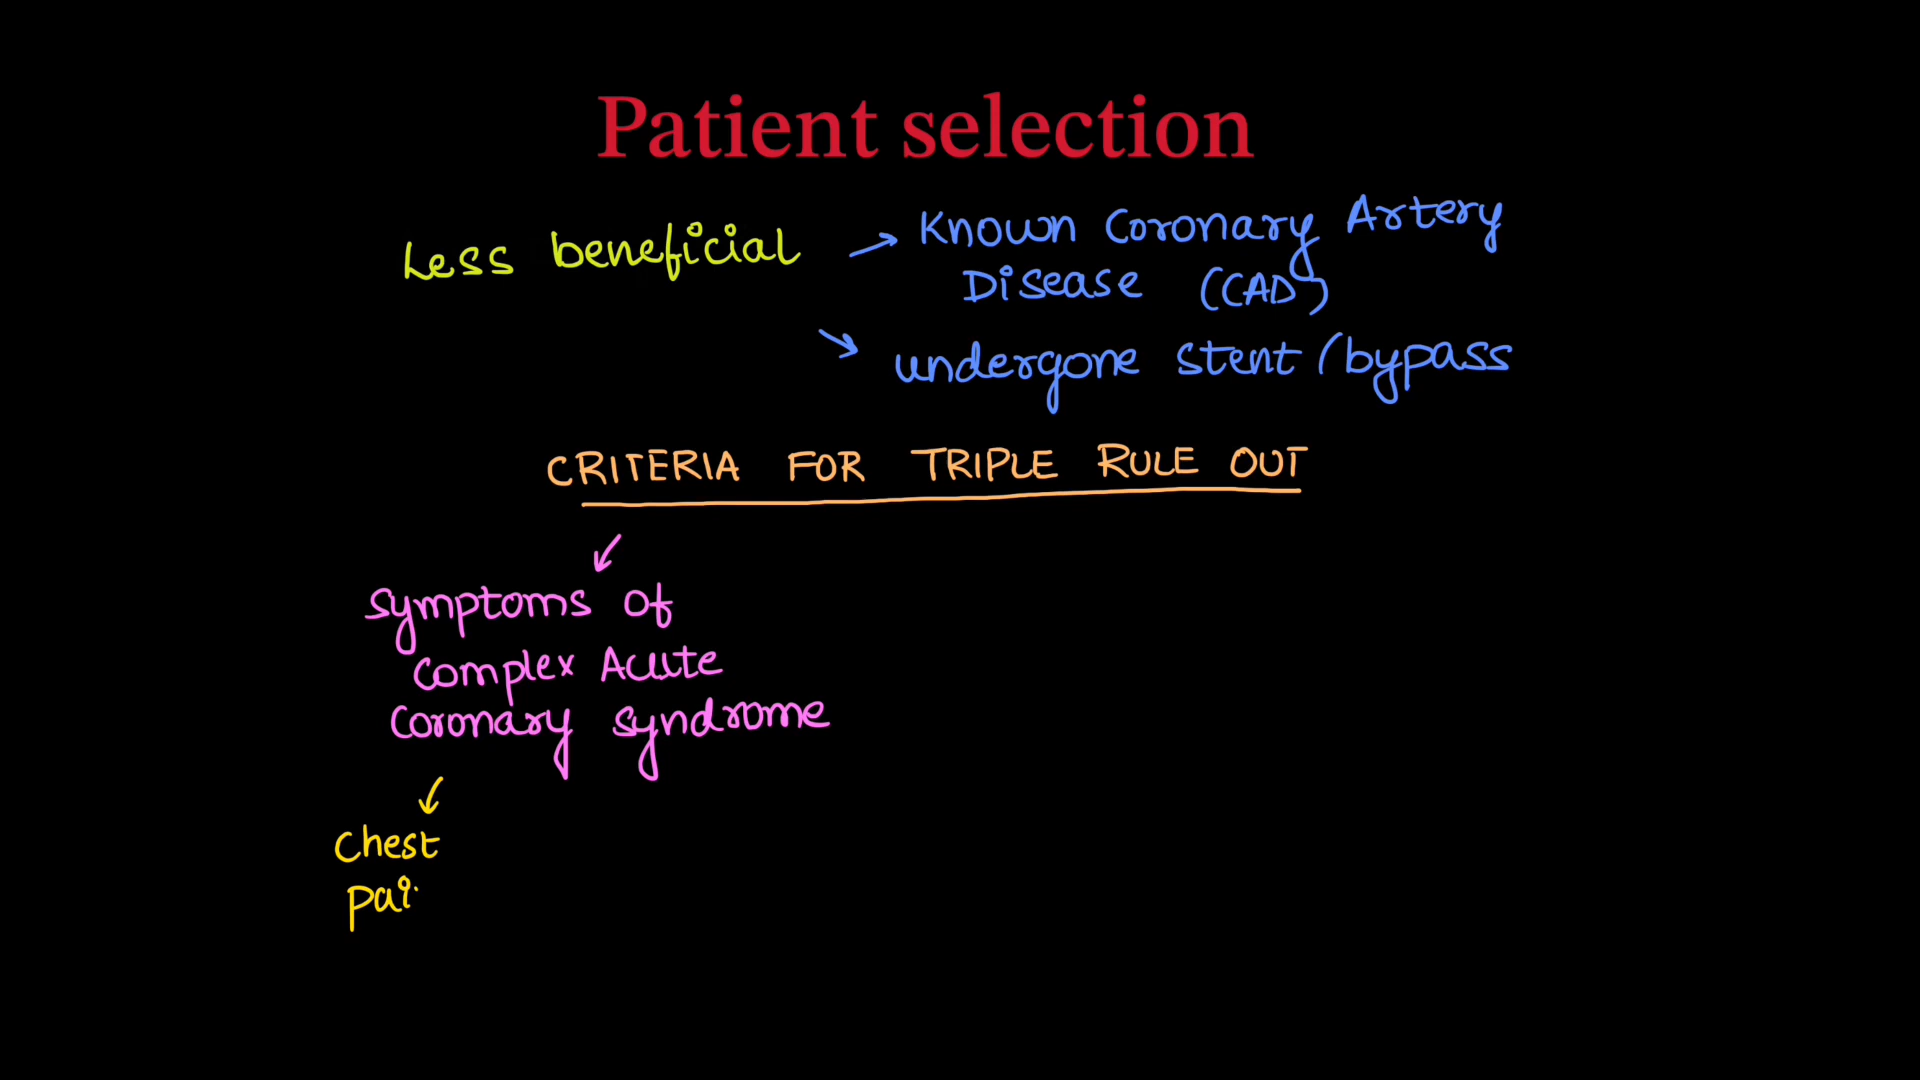 Patient selection
Less beneficial → Known Coronary Artery
Disease (CAD)
↘ undergone stent / bypass
CRITERIA FOR TRIPLE RULE OUT
↙
Symptoms of
Complex Acute
Coronary syndrome
↙
Chest
pai